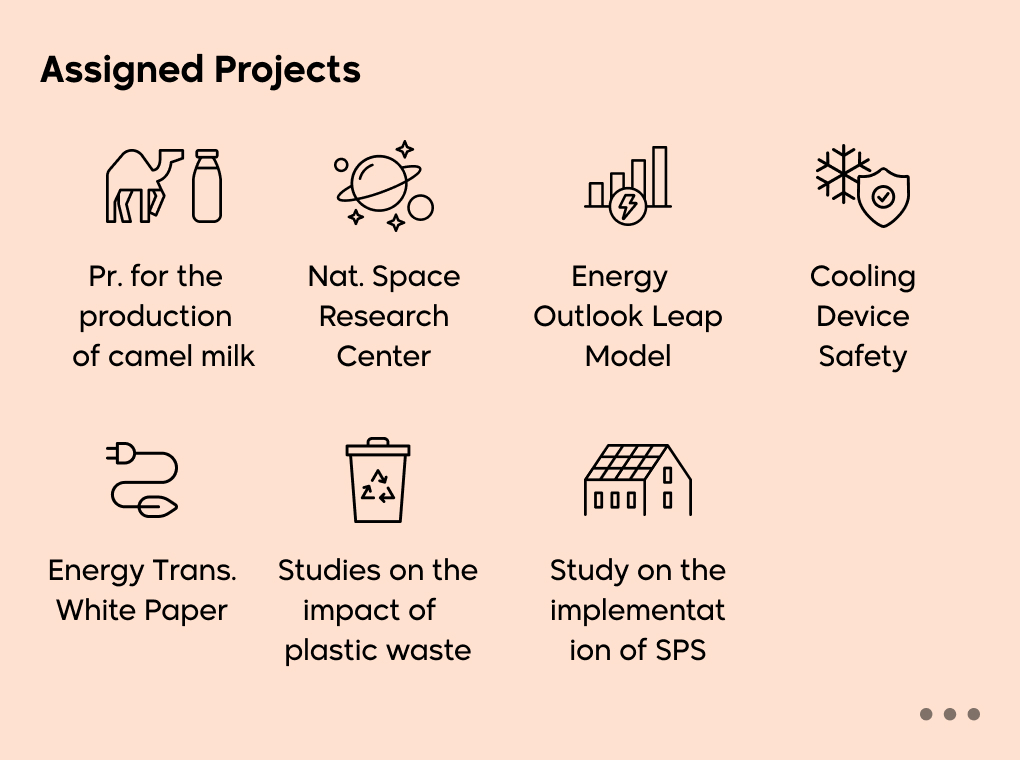 Assigned Projects
Pr. for the
production
of camel milk
Nat. Space
Research
Center
Energy
Outlook Leap
Model
Cooling
Device
Safety
Energy Trans.
White Paper
Studies on the
impact of
plastic waste
Study on the
implementat
ion of SPS